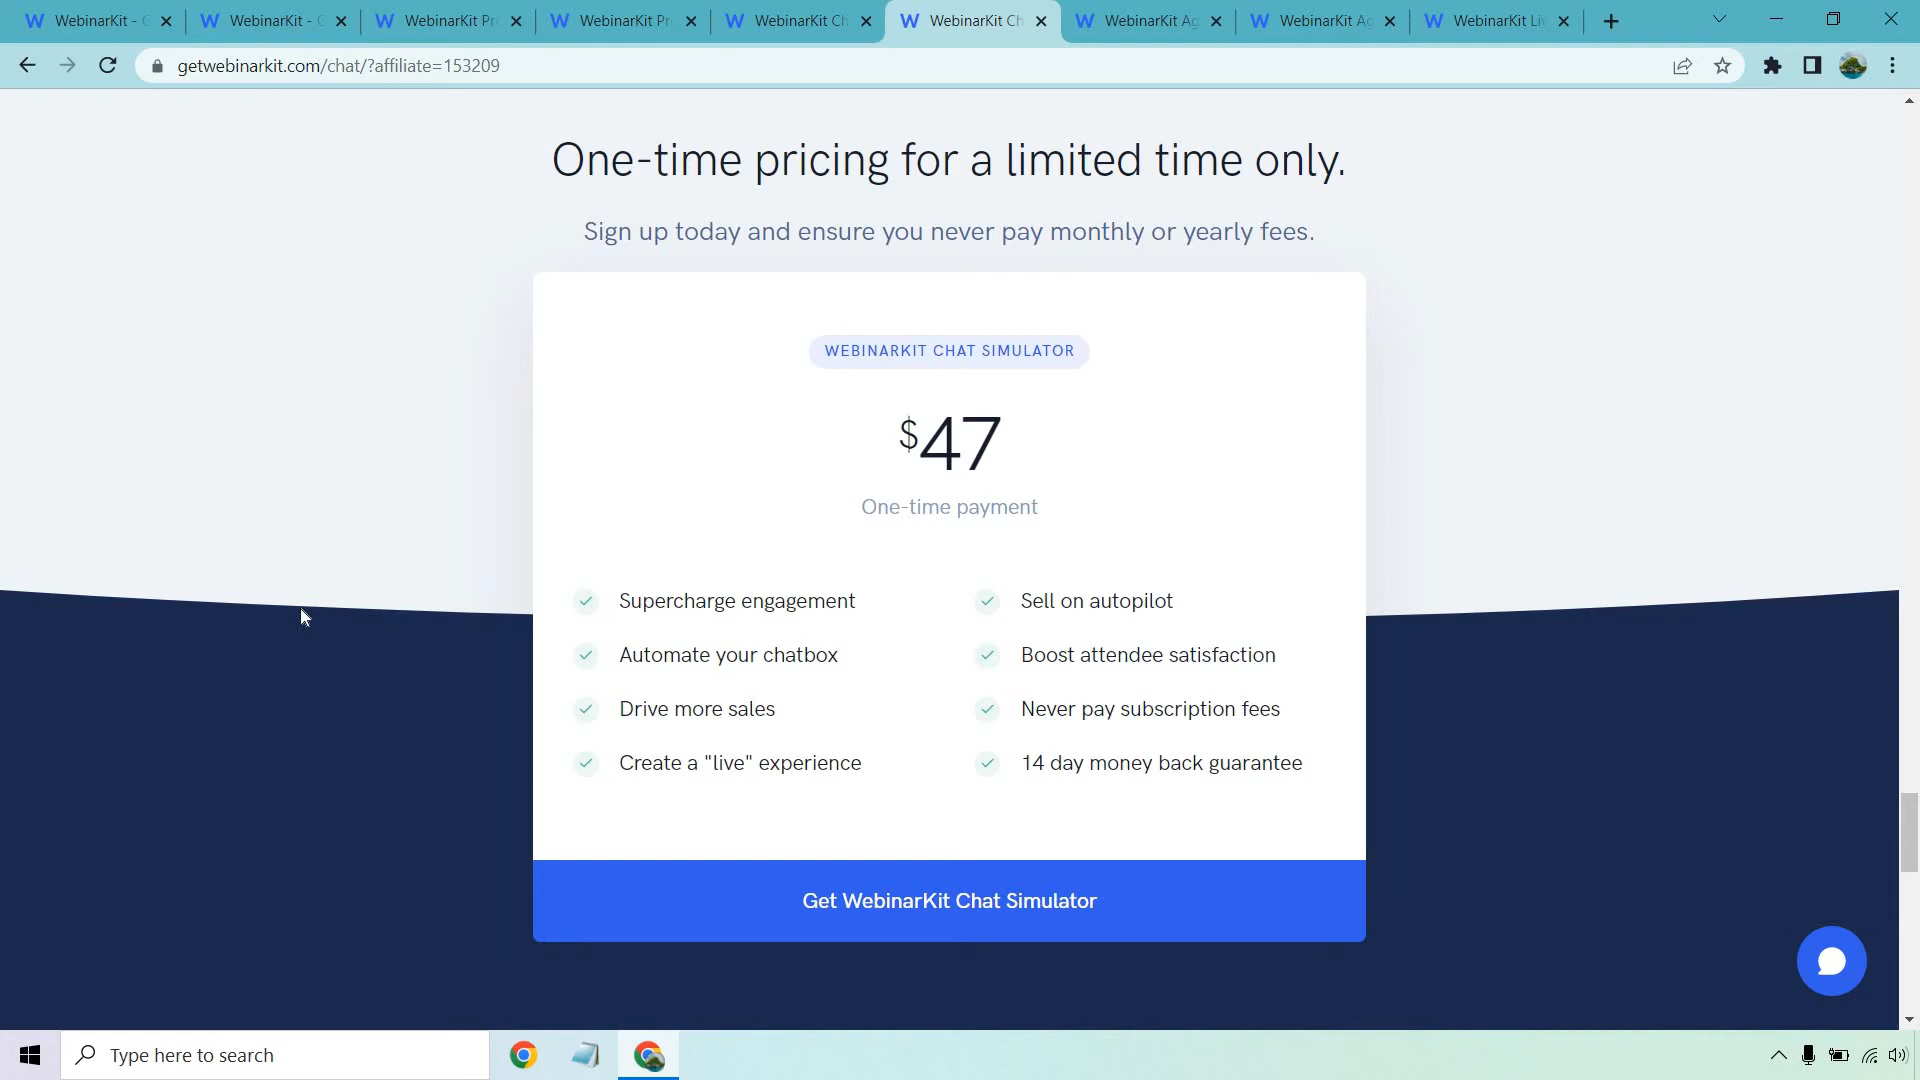 WebinarKit - G
WebinarKit - G
WebinarKit Pr
WebinarKit Pr
WebinarKit Ch
WebinarKit Ch
WebinarKit Ag
WebinarKit Ag
WebinarKit Li
getwebinarkit.com/chat/?affiliate=153209
One-time pricing for a limited time only.
Sign up today and ensure you never pay monthly or yearly fees.
WEBINARKIT CHAT SIMULATOR
$47
One-time payment
Supercharge engagement
Sell on autopilot
Automate your chatbox
Boost attendee satisfaction
Drive more sales
Never pay subscription fees
Create a "live" experience
14 day money back guarantee
Get WebinarKit Chat Simulator
Type here to search